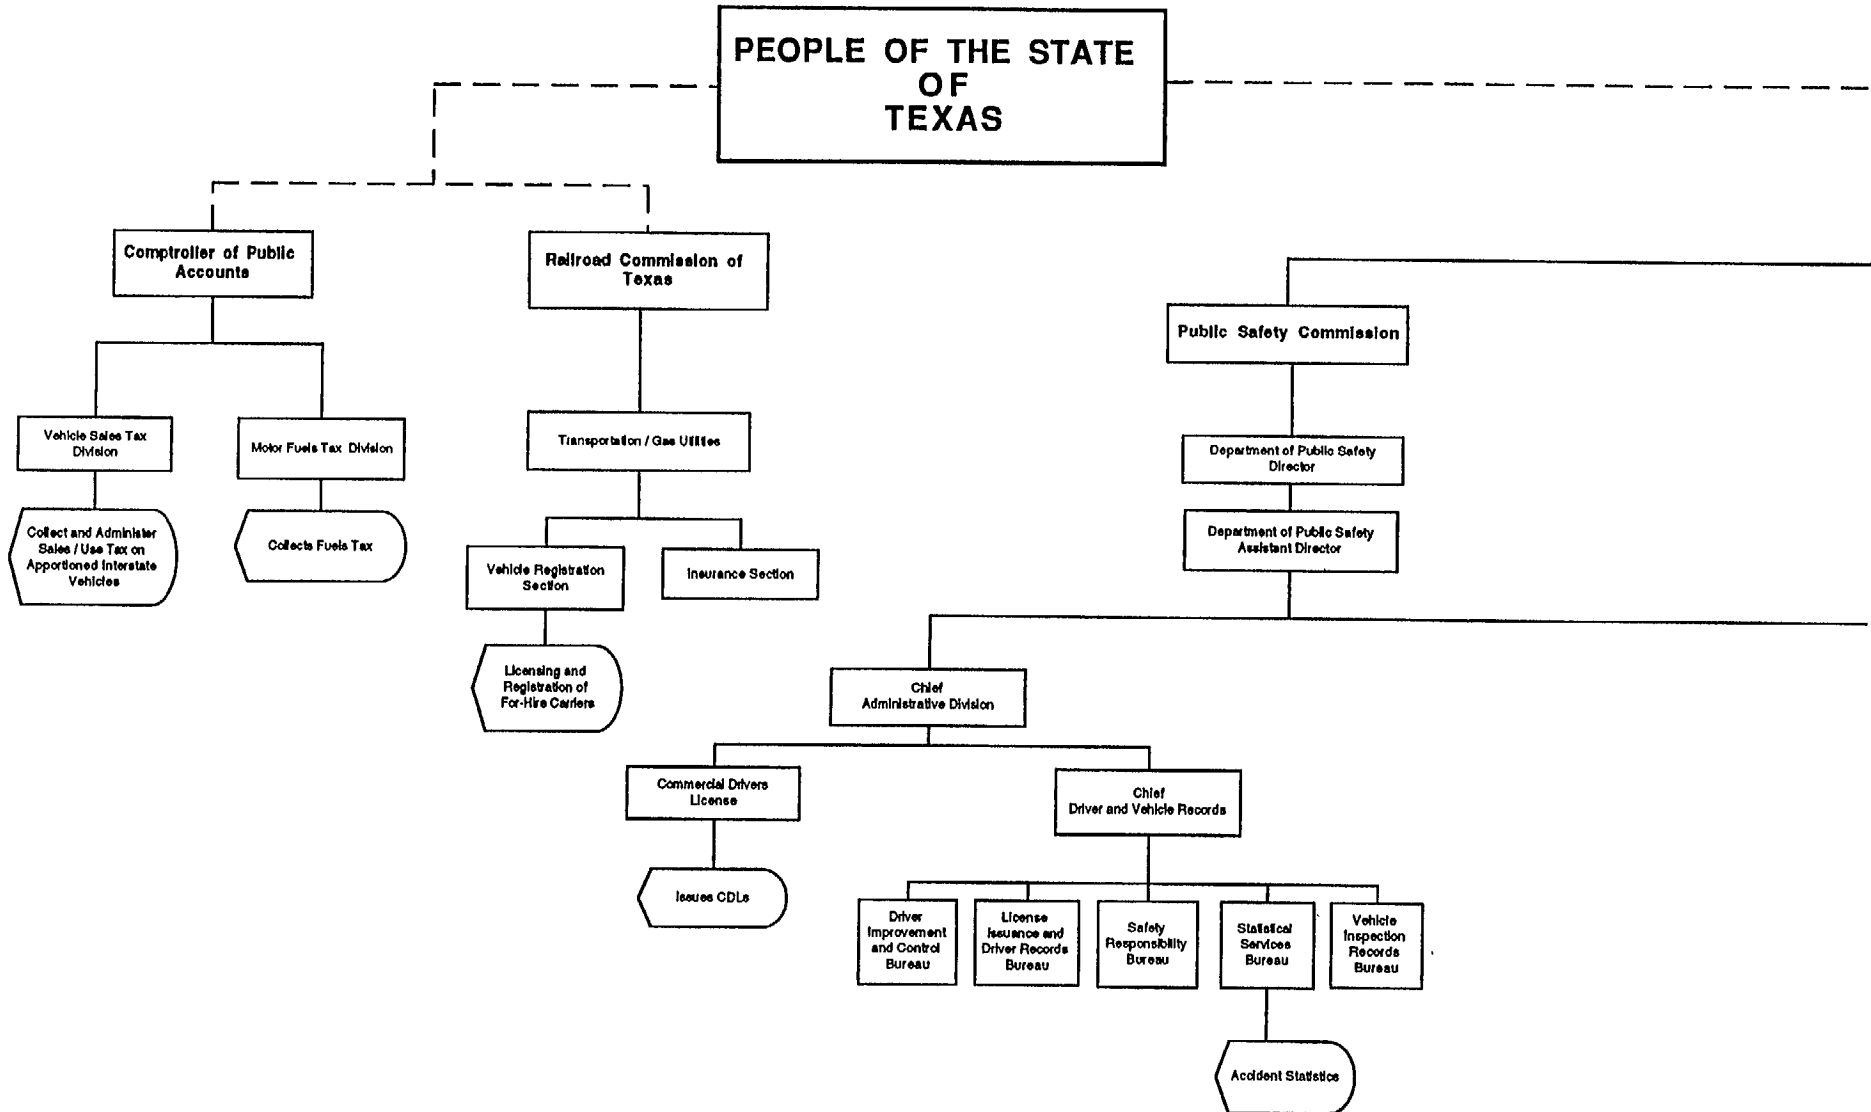 PEOPLE OF THE STATE
OF
TEXAS
Comptroller of Public
Accounts
Railroad Commission of
Texas
Public Safety Commission
Vehicle Sales Tax
Division
Motor Fuels Tax Division
Transportation / Gas Utilities
Department of Public Safety
Director
Collect and Administer
Sales / Use Tax on
Apportioned Interstate
Vehicles
Collects Fuels Tax
Vehicle Registration
Section
Insurance Section
Department of Public Safety
Assistant Director
Licensing and
Registration of
For-Hire Carriers
Chief
Administrative Division
Commercial Drivers
License
Chief
Driver and Vehicle Records
Issues CDLs
Driver
Improvement
and Control
Bureau
License
Issuance and
Driver Records
Bureau
Safety
Responsibility
Bureau
Statistical
Services
Bureau
Vehicle
Inspection
Records
Bureau
Accident Statistics